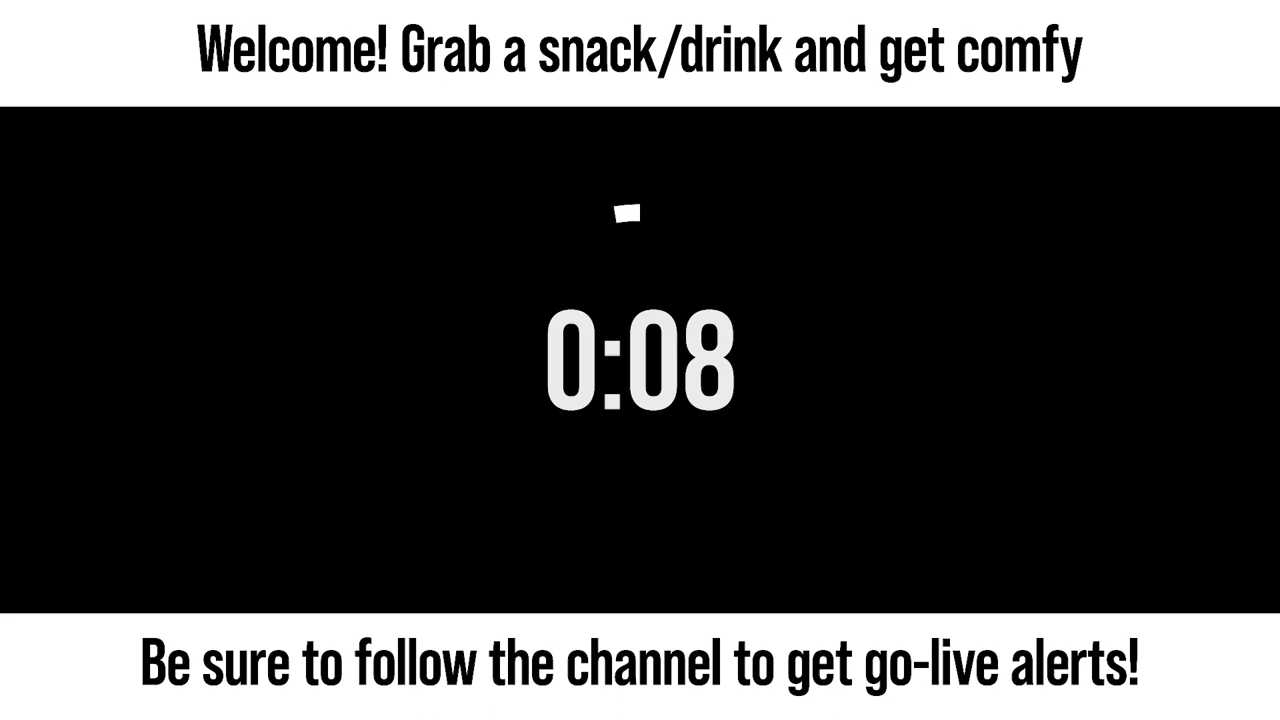 Welcome! Grab a snack/drink and get comfy
0:08
Be sure to follow the channel to get go-live alerts!